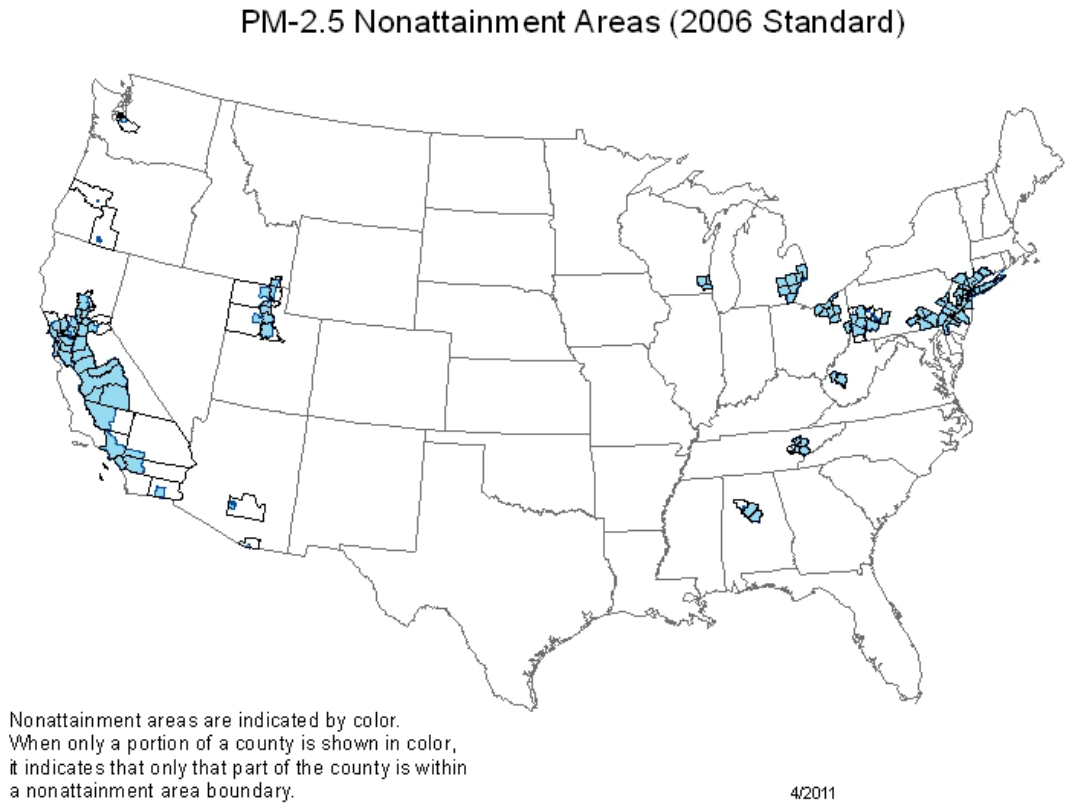 PM-2.5 Nonattainment Areas (2006 Standard)
Nonattainment areas are indicated by color.
When only a portion of a county is shown in color,
it indicates that only that part of the county is within
a nonattainment area boundary.
4/2011